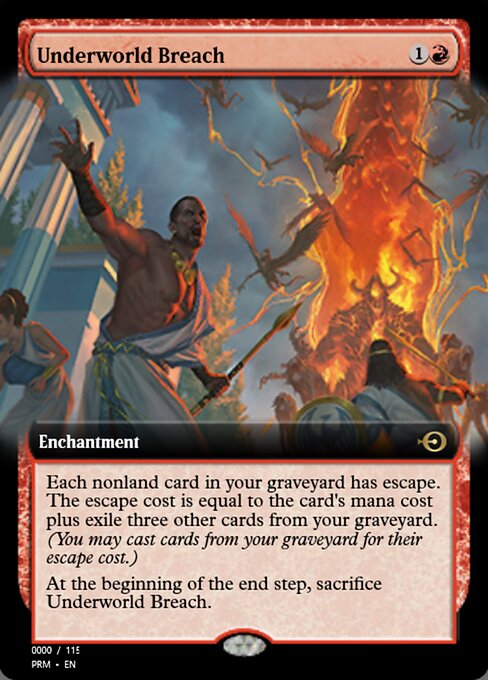 Underworld Breach 1
Enchantment
Each nonland card in your graveyard has escape.
The escape cost is equal to the card's mana cost
plus exile three other cards from your graveyard.
(You may cast cards from your graveyard for their
escape cost.)
At the beginning of the end step, sacrifice
Underworld Breach.
0000 / 115
PRM • EN